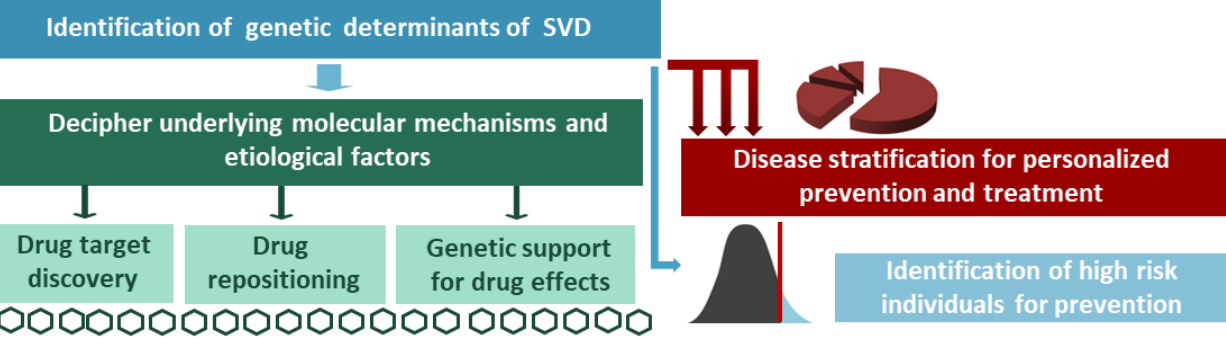 Identification of genetic determinants of SVD
Decipher underlying molecular mechanisms and
etiological factors
Drug target
discovery
Drug
repositioning
Genetic support
for drug effects
Disease stratification for personalized
prevention and treatment
Identification of high risk
individuals for prevention